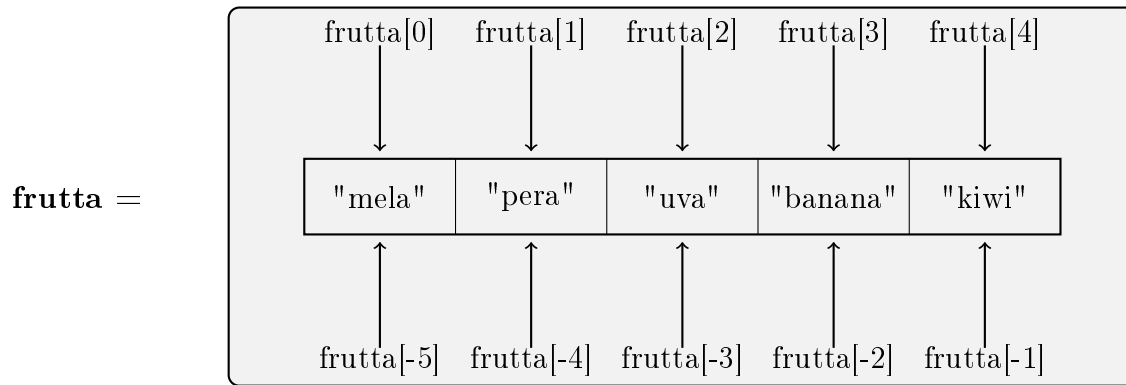 frutta[0] frutta[1] frutta[2] frutta[3] frutta[4]
frutta = "mela" "pera" "uva" "banana" "kiwi"
frutta[-5] frutta[-4] frutta[-3] frutta[-2] frutta[-1]